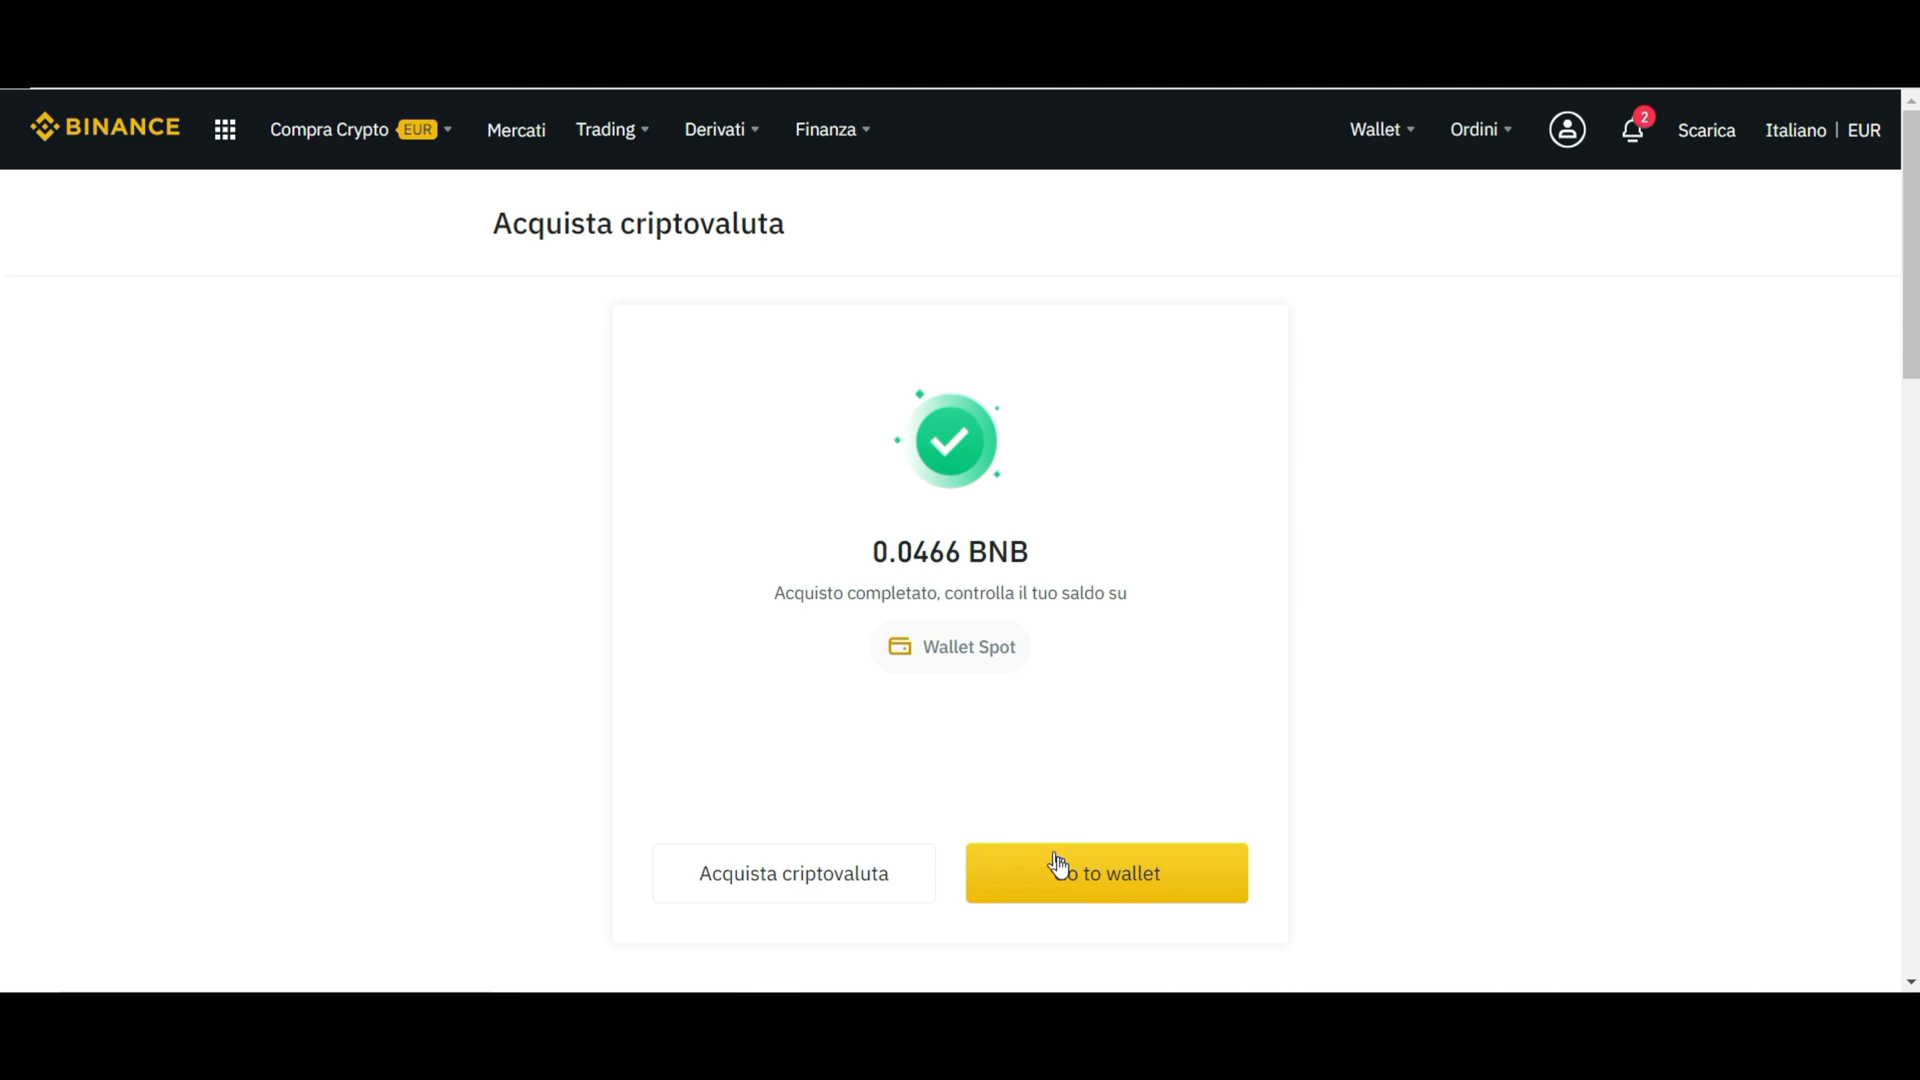 BINANCE Compra Crypto EUR Mercati Trading Derivati Finanza Wallet Ordini 2 Scarica Italiano | EUR
Acquista criptovaluta
0.0466 BNB
Acquisto completato, controlla il tuo saldo su
Wallet Spot
Acquista criptovaluta
to wallet